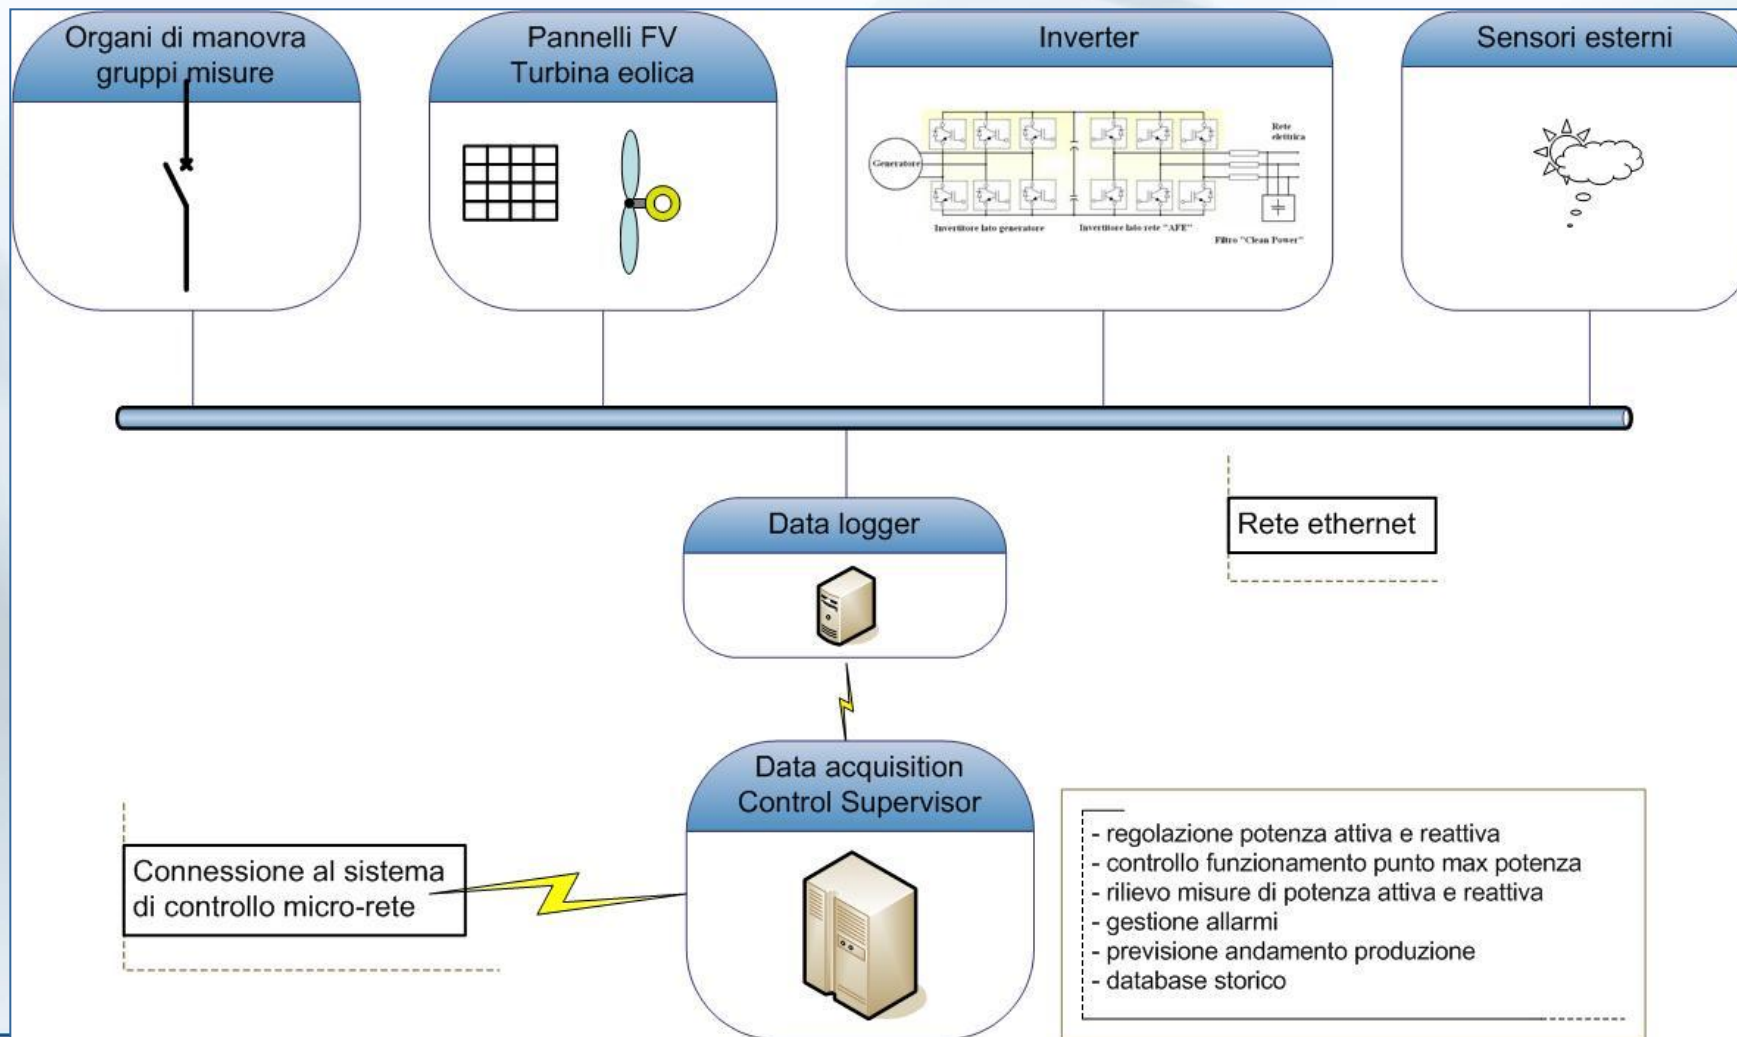 Organi di manovra
gruppi misure
Pannelli FV
Turbina eolica
Inverter
Sensori esterni
Generatore
Rete
elettrica
Invertitore lato generatore
Invertitore lato rete "AFE"
Filtro "Clean Power"
Data logger
Rete ethernet
Data acquisition
Control Supervisor
Connessione al sistema
di controllo micro-rete
- regolazione potenza attiva e reattiva
- controllo funzionamento punto max potenza
- rilievo misure di potenza attiva e reattiva
- gestione allarmi
- previsione andamento produzione
- database storico